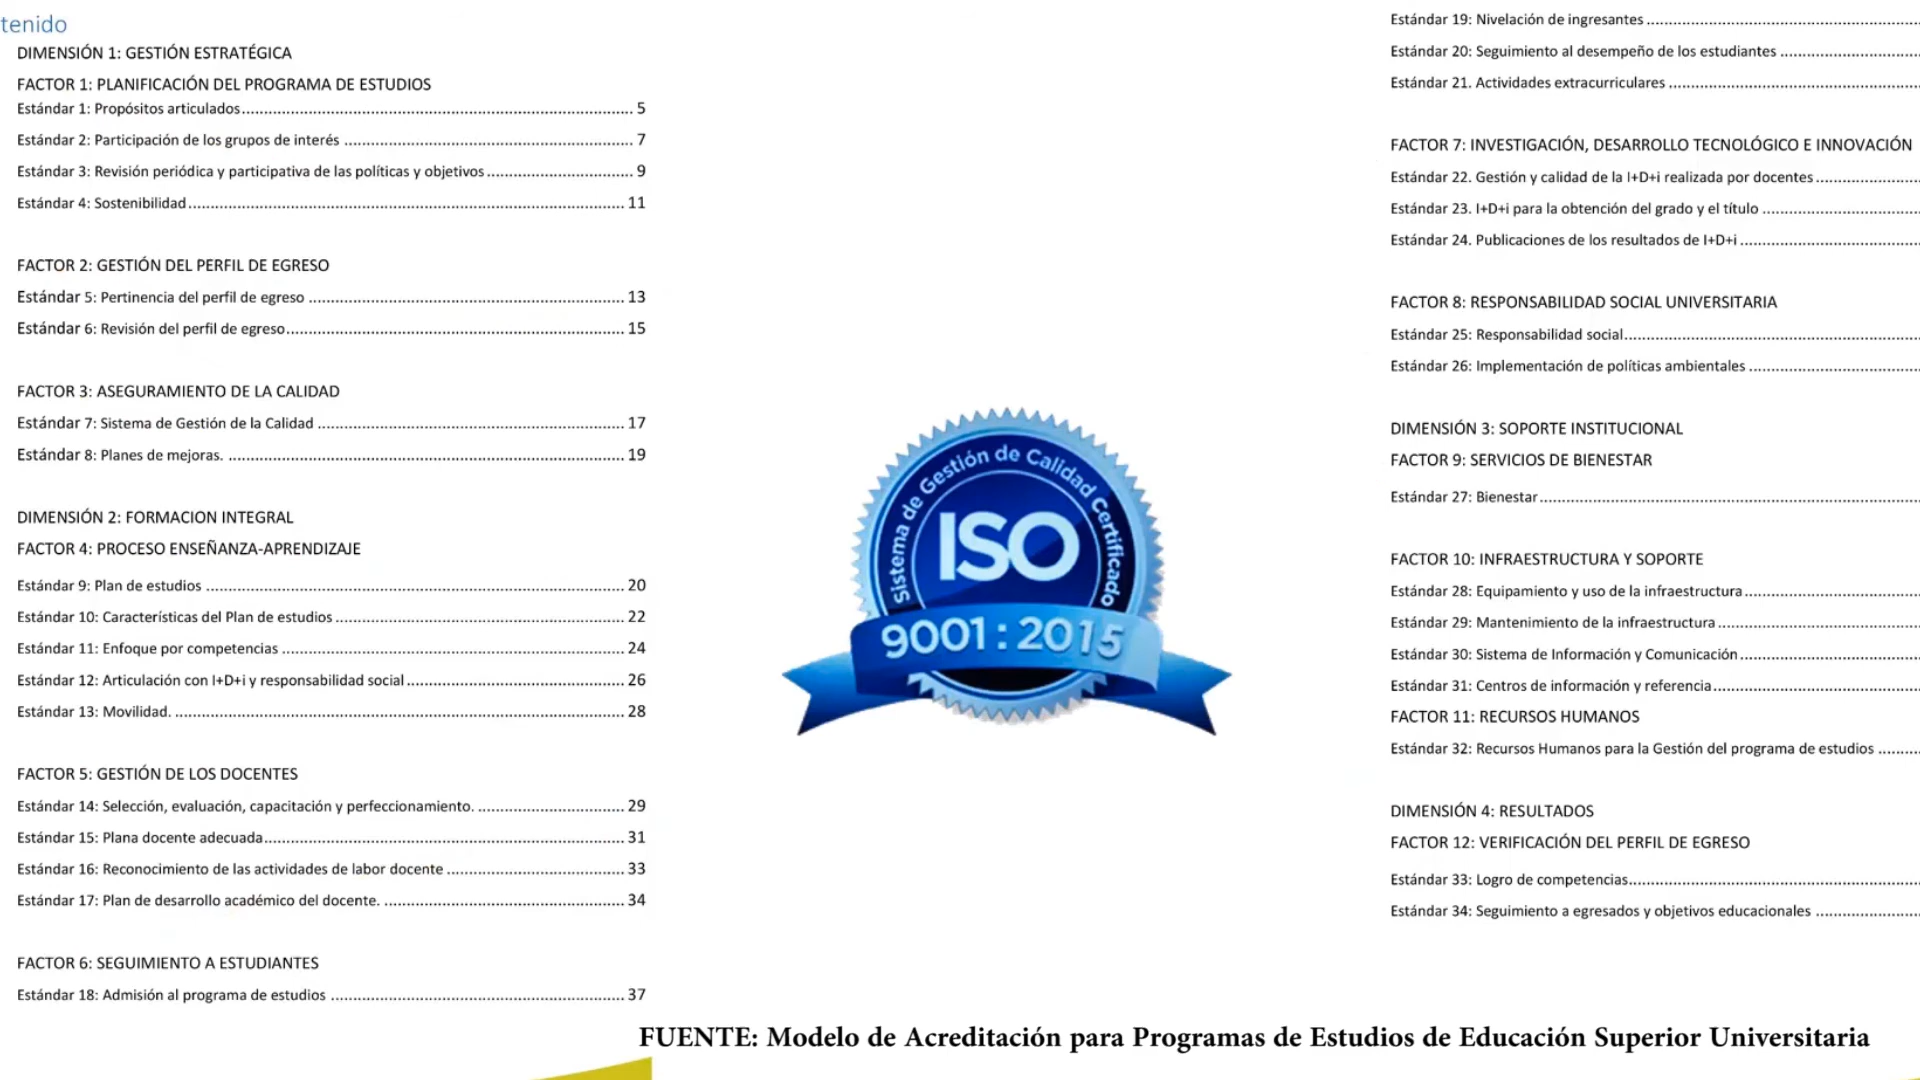 tenido
DIMENSIÓN 1: GESTIÓN ESTRATÉGICA
FACTOR 1: PLANIFICACIÓN DEL PROGRAMA DE ESTUDIOS
Estándar 1: Propósitos articulados 5
Estándar 2: Participación de los grupos de interés 7
Estándar 3: Revisión periódica y participativa de las políticas y objetivos 9
Estándar 4: Sostenibilidad 11
FACTOR 2: GESTIÓN DEL PERFIL DE EGRESO
Estándar 5: Pertinencia del perfil de egreso 13
Estándar 6: Revisión del perfil de egreso 15
FACTOR 3: ASEGURAMIENTO DE LA CALIDAD
Estándar 7: Sistema de Gestión de la Calidad 17
Estándar 8: Planes de mejoras. 19
DIMENSIÓN 2: FORMACION INTEGRAL
FACTOR 4: PROCESO ENSEÑANZA-APRENDIZAJE
Estándar 9: Plan de estudios 20
Estándar 10: Características del Plan de estudios 22
Estándar 11: Enfoque por competencias 24
Estándar 12: Articulación con I+D+i y responsabilidad social 26
Estándar 13: Movilidad. 28
FACTOR 5: GESTIÓN DE LOS DOCENTES
Estándar 14: Selección, evaluación, capacitación y perfeccionamiento. 29
Estándar 15: Plana docente adecuada 31
Estándar 16: Reconocimiento de las actividades de labor docente 33
Estándar 17: Plan de desarrollo académico del docente. 34
FACTOR 6: SEGUIMIENTO A ESTUDIANTES
Estándar 18: Admisión al programa de estudios 37
Sistema de Gestión de Calidad Certificado
ISO
9001:2015
Estándar 19: Nivelación de ingresantes
Estándar 20: Seguimiento al desempeño de los estudiantes
Estándar 21. Actividades extracurriculares
FACTOR 7: INVESTIGACIÓN, DESARROLLO TECNOLÓGICO E INNOVACIÓN
Estándar 22. Gestión y calidad de la I+D+i realizada por docentes
Estándar 23. I+D+i para la obtención del grado y el título
Estándar 24. Publicaciones de los resultados de I+D+i
FACTOR 8: RESPONSABILIDAD SOCIAL UNIVERSITARIA
Estándar 25: Responsabilidad social
Estándar 26: Implementación de políticas ambientales
DIMENSIÓN 3: SOPORTE INSTITUCIONAL
FACTOR 9: SERVICIOS DE BIENESTAR
Estándar 27: Bienestar
FACTOR 10: INFRAESTRUCTURA Y SOPORTE
Estándar 28: Equipamiento y uso de la infraestructura
Estándar 29: Mantenimiento de la infraestructura
Estándar 30: Sistema de Información y Comunicación
Estándar 31: Centros de información y referencia
FACTOR 11: RECURSOS HUMANOS
Estándar 32: Recursos Humanos para la Gestión del programa de estudios
DIMENSIÓN 4: RESULTADOS
FACTOR 12: VERIFICACIÓN DEL PERFIL DE EGRESO
Estándar 33: Logro de competencias
Estándar 34: Seguimiento a egresados y objetivos educacionales
FUENTE: Modelo de Acreditación para Programas de Estudios de Educación Superior Universitaria